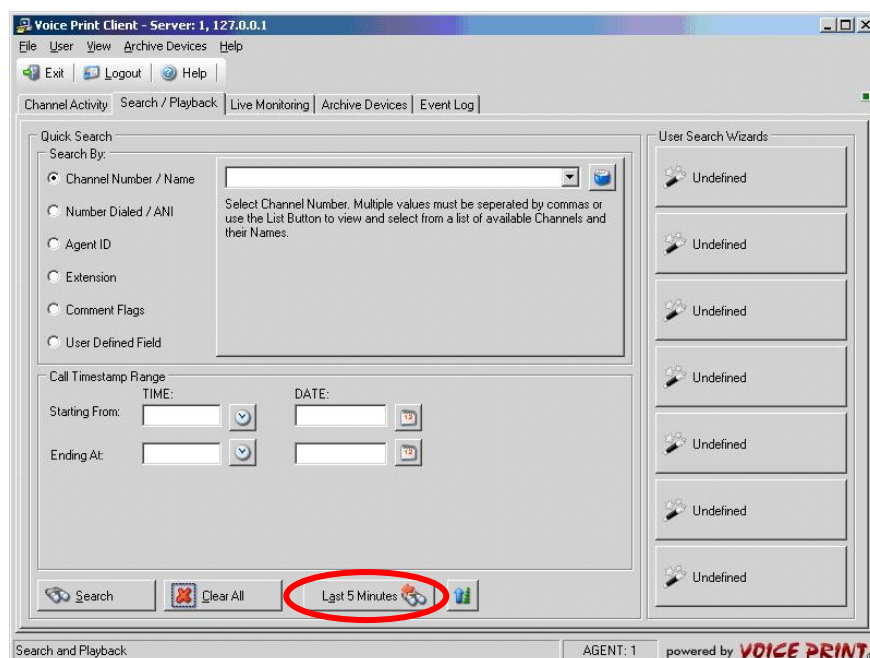 Voice Print Client - Server: 1, 127.0.0.1
File User View Archive Devices Help
Exit Logout Help
Channel Activity Search / Playback Live Monitoring Archive Devices Event Log
Quick Search
User Search Wizards
Search By:
Channel Number / Name
Number Dialed / ANI
Agent ID
Extension
Comment Flags
User Defined Field
Select Channel Number. Multiple values must be seperated by commas or
use the List Button to view and select from a list of available Channels and
their Names.
Undefined
Undefined
Undefined
Undefined
Undefined
Undefined
Undefined
Call Timestamp Range
TIME: DATE:
Starting From: 12
Ending At: 12
Search Clear All Last 5 Minutes
Search and Playback AGENT: 1 powered by VOICE PRINT